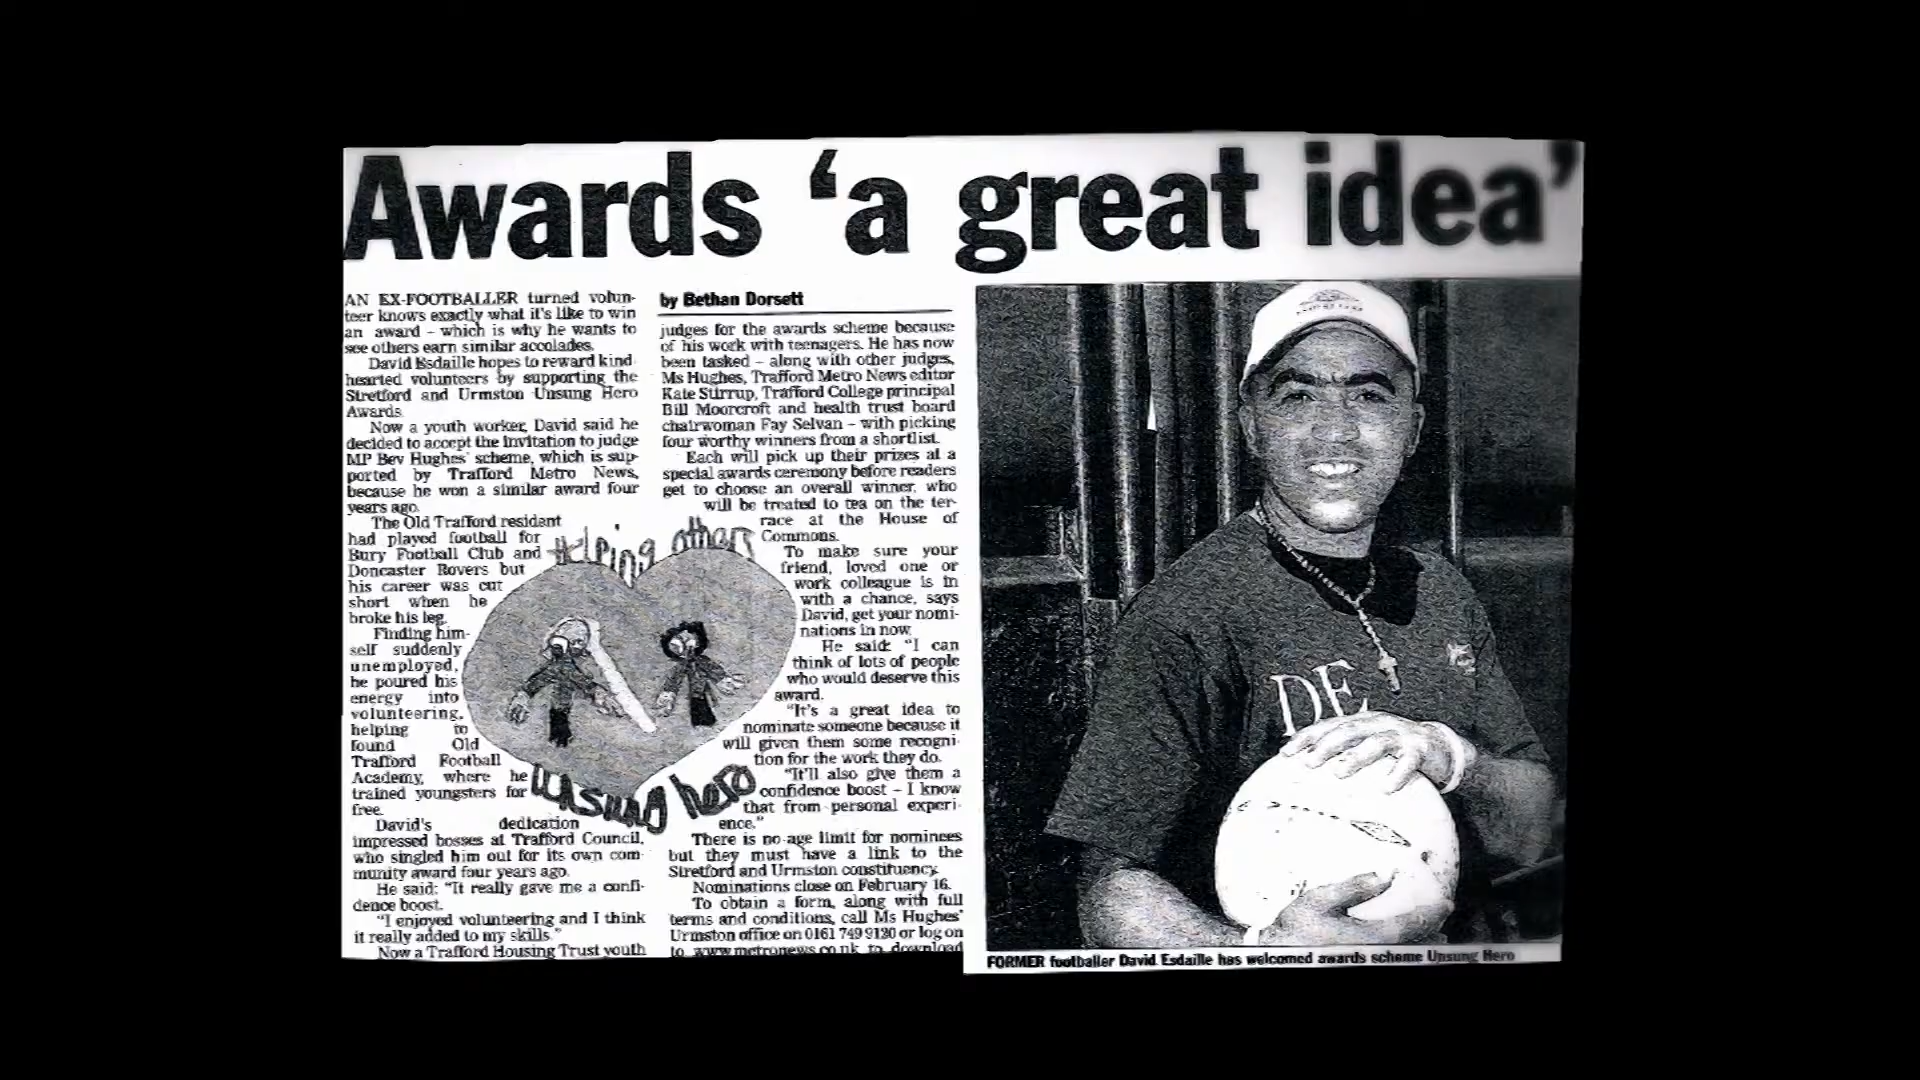 Awards ‘a great idea’
AN EX-FOOTBALLER turned volun-
teer knows exactly what it's like to win
an award – which is why he wants to
see others earn similar accolades.
David Esdaille hopes to reward kind-
hearted volunteers by supporting the
Stretford and Urmston Unsung Hero
Awards.
Now a youth worker, David said he
decided to accept the invitation to judge
MP Bev Hughes' scheme, which is sup-
ported by Trafford Metro News,
because he won a similar award four
years ago.
The Old Trafford resident
had played football for
Bury Football Club and
Doncaster Rovers but
his career was cut
short when he
broke his leg.
Finding him-
self suddenly
unemployed,
he poured his
energy into
volunteering,
helping to
found Old
Trafford Football
Academy, where he
trained youngsters for
free.
David's dedication
impressed bosses at Trafford Council,
who singled him out for its own com-
munity award four years ago.
He said: "It really gave me a confi-
dence boost.
"I enjoyed volunteering and I think
it really added to my skills."
Now a Trafford Housing Trust youth
Helping others
unsung hero
by Bethan Dorsett
judges for the awards scheme because
of his work with teenagers. He has now
been tasked – along with other judges,
Ms Hughes, Trafford Metro News editor
Kate Stirrup, Trafford College principal
Bill Moorcroft and health trust board
chairwoman Fay Selvan – with picking
four worthy winners from a shortlist.
Each will pick up their prizes at a
special awards ceremony before readers
get to choose an overall winner, who
will be treated to tea on the ter-
race at the House of
Commons.
To make sure your
friend, loved one or
work colleague is in
with a chance, says
David, get your nomi-
nations in now.
He said: "I can
think of lots of people
who would deserve this
award.
"It's a great idea to
nominate someone because it
will given them some recogni-
tion for the work they do.
"It'll also give them a
confidence boost – I know
that from personal experi-
ence."
There is no age limit for nominees
but they must have a link to the
Stretford and Urmston constituency.
Nominations close on February 16.
To obtain a form, along with full
terms and conditions, call Ms Hughes'
Urmston office on 0161 749 9120 or log on
to www.metronews.co.uk to download
DE
FORMER footballer David Esdaille has welcomed awards scheme Unsung Hero